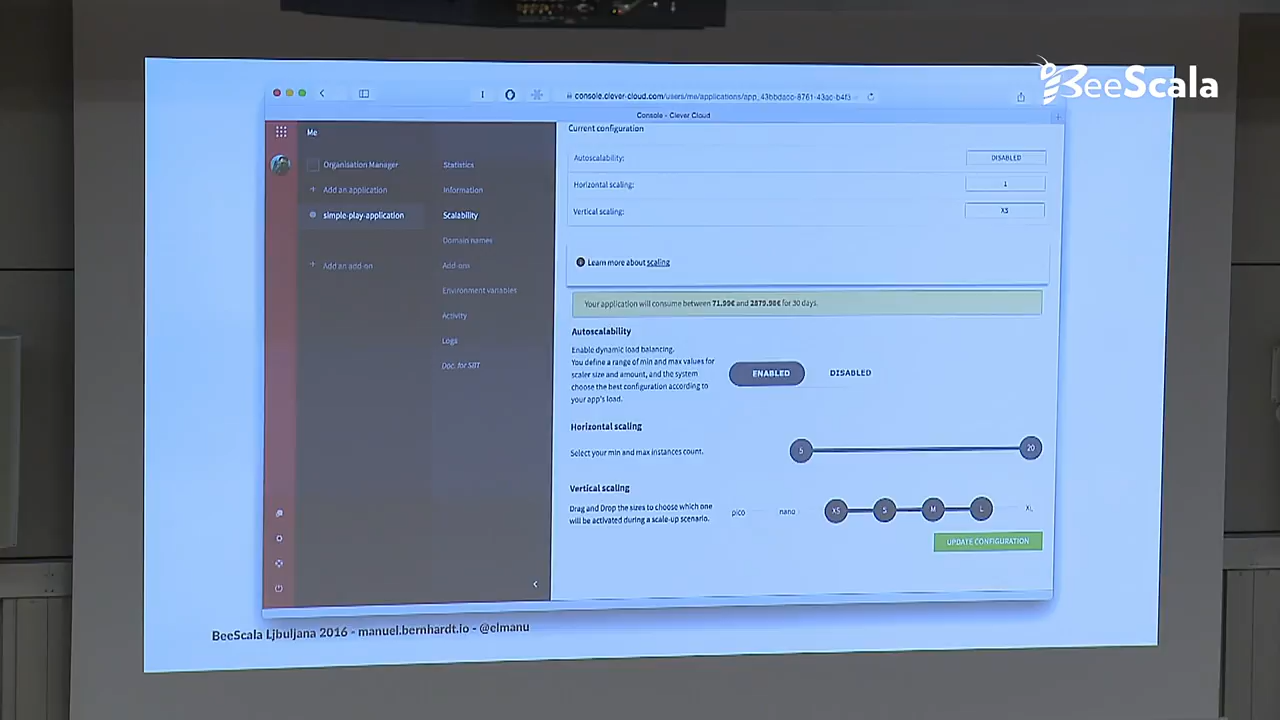 BeeScala
console.clever-cloud.com/users/me/applications/app_43bbdacc-8761-43ac-b4f3
Console - Clever Cloud
Me
Organisation Manager
+ Add an application
simple-play-application
+ Add an add-on
Statistics
Information
Scalability
Domain names
Add-ons
Environment variables
Activity
Logs
Doc. for SBT
Current configuration
Autoscalability: DISABLED
Horizontal scaling: 1
Vertical scaling: XS
Learn more about scaling
Your application will consume between 71.99€ and 2879.98€ for 30 days.
Autoscalability
Enable dynamic load balancing.
You define a range of min and max values for
scaler size and amount, and the system
choose the best configuration according to
your app's load.
ENABLED DISABLED
Horizontal scaling
Select your min and max instances count.
5 20
Vertical scaling
Drag and Drop the sizes to choose which one
will be activated during a scale-up scenario.
pico nano XS S M L XL
UPDATE CONFIGURATION
BeeScala Ljbuljana 2016 - manuel.bernhardt.io - @elmanu